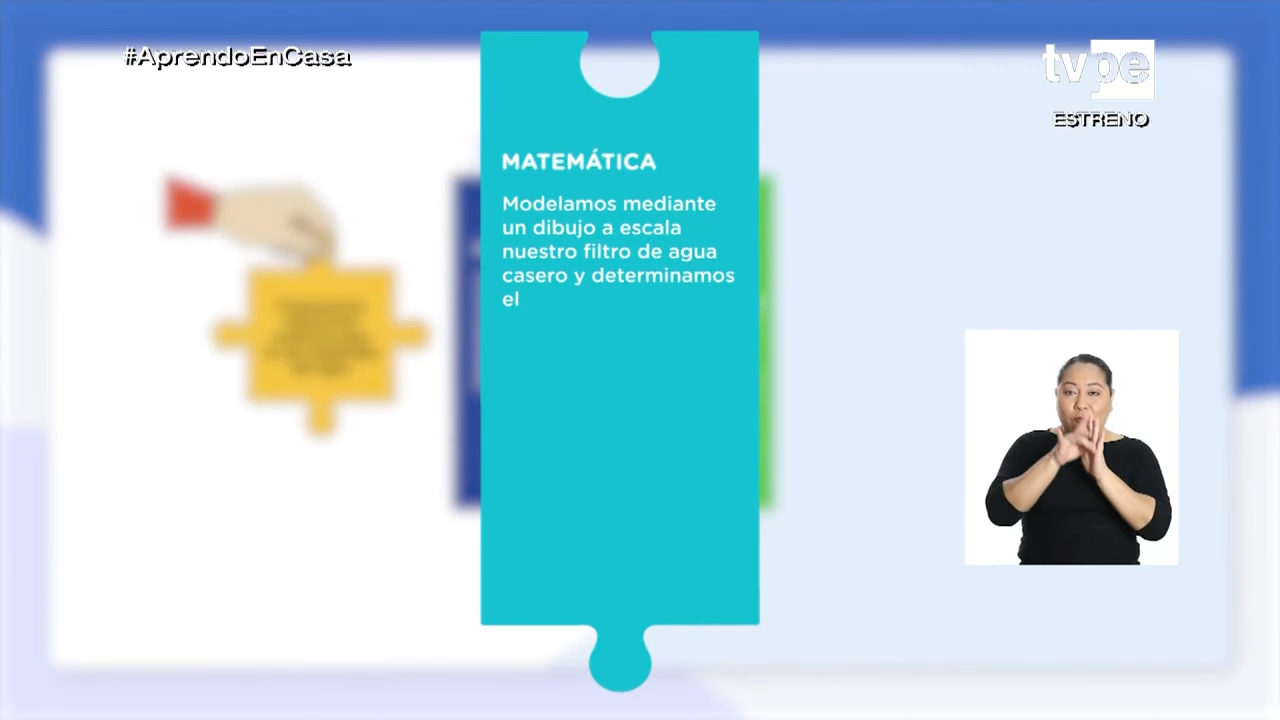 #AprendoEnCasa
tvpe
ESTRENO
MATEMÁTICA
Modelamos mediante
un dibujo a escala
nuestro filtro de agua
casero y determinamos
el